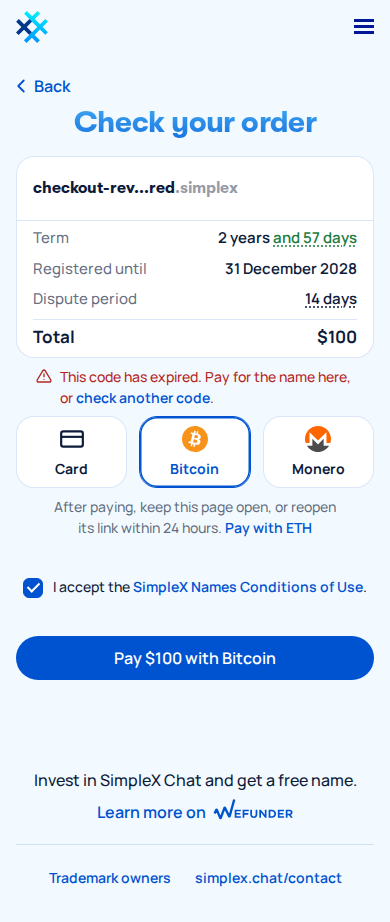 Back
Check your order
checkout-rev...red.simplex
Term 2 years and 57 days
Registered until 31 December 2028
Dispute period 14 days
Total $100
This code has expired. Pay for the name here,
or check another code.
Card Bitcoin Monero
After paying, keep this page open, or reopen
its link within 24 hours. Pay with ETH
I accept the SimpleX Names Conditions of Use.
Pay $100 with Bitcoin
Invest in SimpleX Chat and get a free name.
Learn more on WEFUNDER
Trademark owners simplex.chat/contact